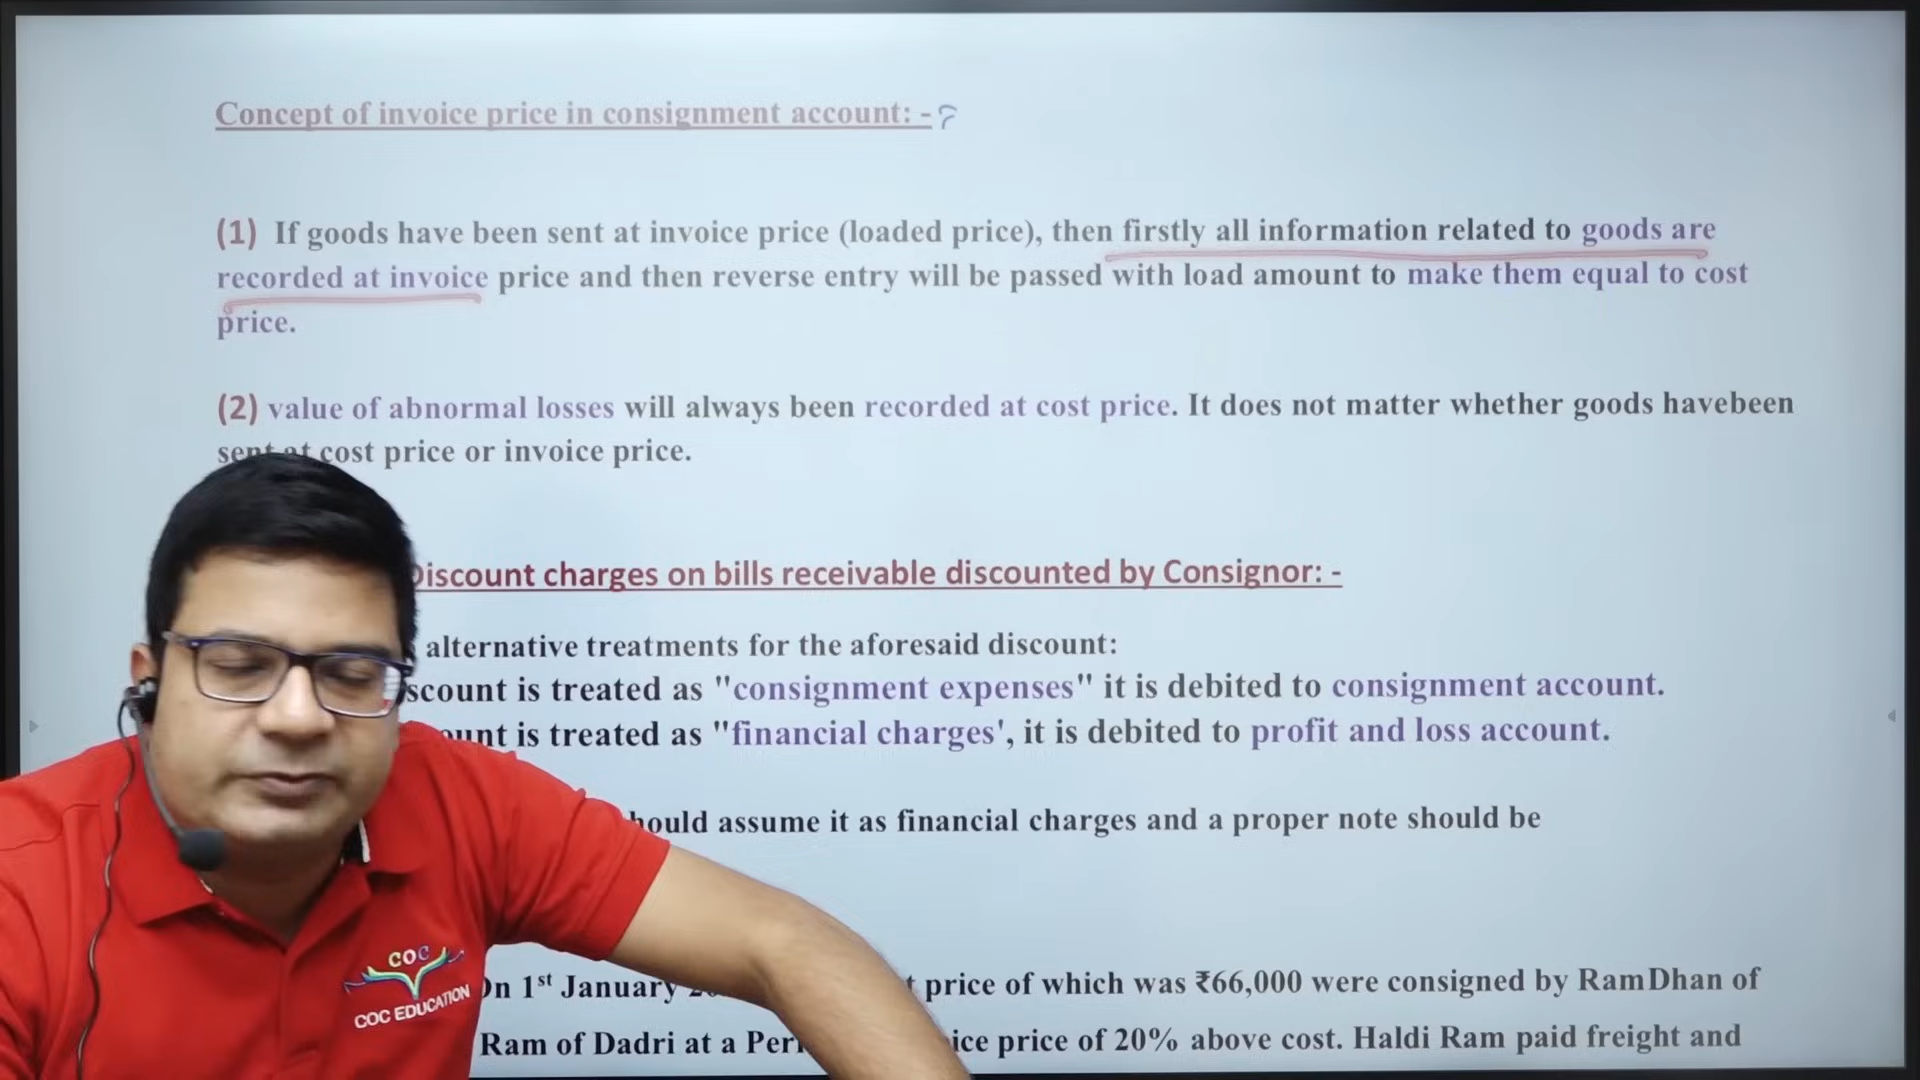 Concept of invoice price in consignment account: -
(1) If goods have been sent at invoice price (loaded price), then firstly all information related to goods are
recorded at invoice price and then reverse entry will be passed with load amount to make them equal to cost
price.
(2) value of abnormal losses will always been recorded at cost price. It does not matter whether goods havebeen
sent at cost price or invoice price.
Discount charges on bills receivable discounted by Consignor: -
alternative treatments for the aforesaid discount:
is treated as "consignment expenses" it is debited to consignment account.
is treated as "financial charges', it is debited to profit and loss account.
should assume it as financial charges and a proper note should be
On 1st January price of which was ₹66,000 were consigned by RamDhan of
Ram of Dadri at a price of 20% above cost. Haldi Ram paid freight and
COC
COC EDUCATION